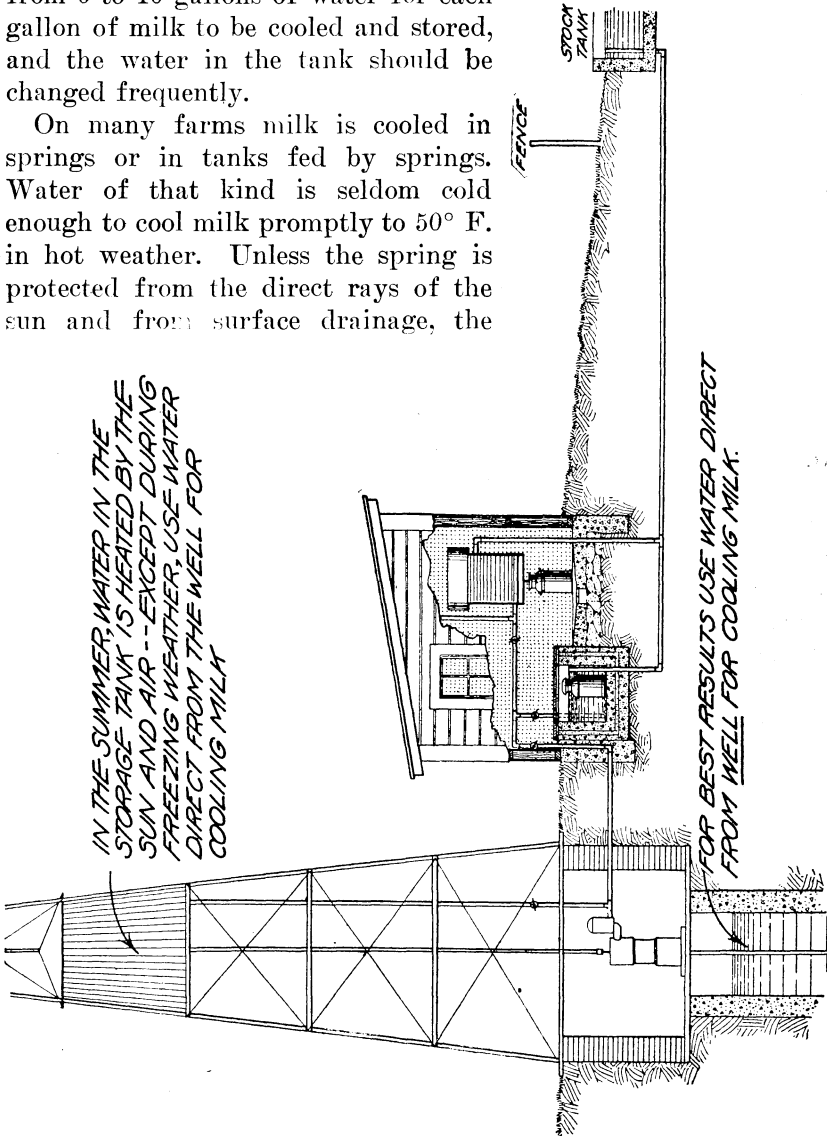 from to 10 gallons of water for each
gallon of milk to be cooled and stored,
and the water in the tank should be
changed frequently.
On many farms milk is cooled in
springs or in tanks fed by springs.
Water of that kind is seldom cold
enough to cool milk promptly to 50° F.
in hot weather. Unless the spring is
protected from the direct rays of the
sun and from surface drainage, the
STOCK
TANK
FENCE
IN THE SUMMER, WATER IN THE
STORAGE TANK IS HEATED BY THE
SUN AND AIR--EXCEPT DURING
FREEZING WEATHER, USE WATER
DIRECT FROM THE WELL FOR
COOLING MILK
FOR BEST RESULTS USE WATER DIRECT
FROM WELL FOR COOLING MILK.